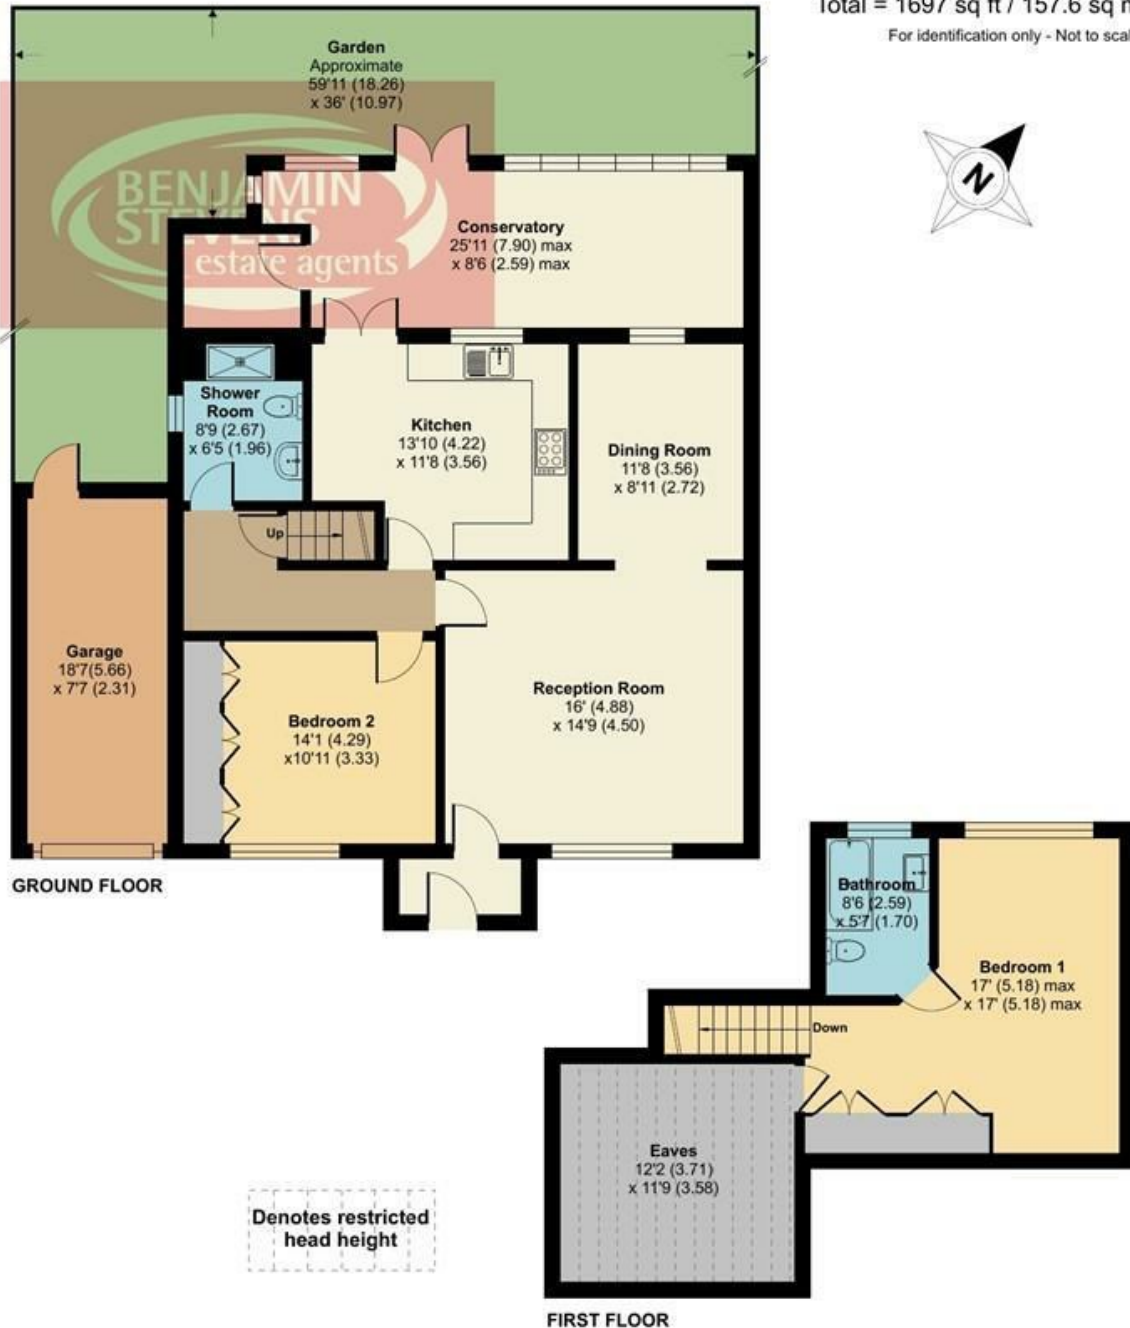 Total = 1697 sq ft / 157.6 sq m
For identification only - Not to scal
Garden
Approximate
59'11 (18.26)
x 36' (10.97)
N
BENJAMIN
STEVENS
estate agents
Conservatory
25'11 (7.90) max
x 8'6 (2.59) max
Shower
Room
8'9 (2.67)
x 6'5 (1.96)
Kitchen
13'10 (4.22)
x 11'8 (3.56)
Dining Room
11'8 (3.56)
x 8'11 (2.72)
Up
Garage
18'7(5.66)
x 7'7 (2.31)
Bedroom 2
14'1 (4.29)
x10'11 (3.33)
Reception Room
16' (4.88)
x 14'9 (4.50)
GROUND FLOOR
Bathroom
8'6 (2.59)
x 5'7 (1.70)
Bedroom 1
17' (5.18) max
x 17' (5.18) max
Down
Eaves
12'2 (3.71)
x 11'9 (3.58)
Denotes restricted
head height
FIRST FLOOR